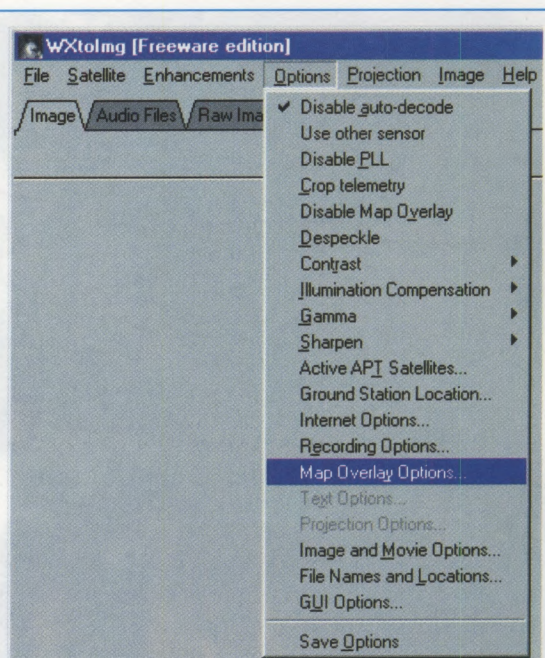 WXtoImg [Freeware edition]
File Satellite Enhancements Options Projection Image Help
Image Audio Files Raw Ima
✔ Disable auto-decode
Use other sensor
Disable PLL
Crop telemetry
Disable Map Overlay
Despeckle
Contrast
Illumination Compensation
Gamma
Sharpen
Active APT Satellites...
Ground Station Location...
Internet Options...
Recording Options...
Map Overlay Options...
Text Options...
Projection Options...
Image and Movie Options...
File Names and Locations...
GUI Options...
Save Options